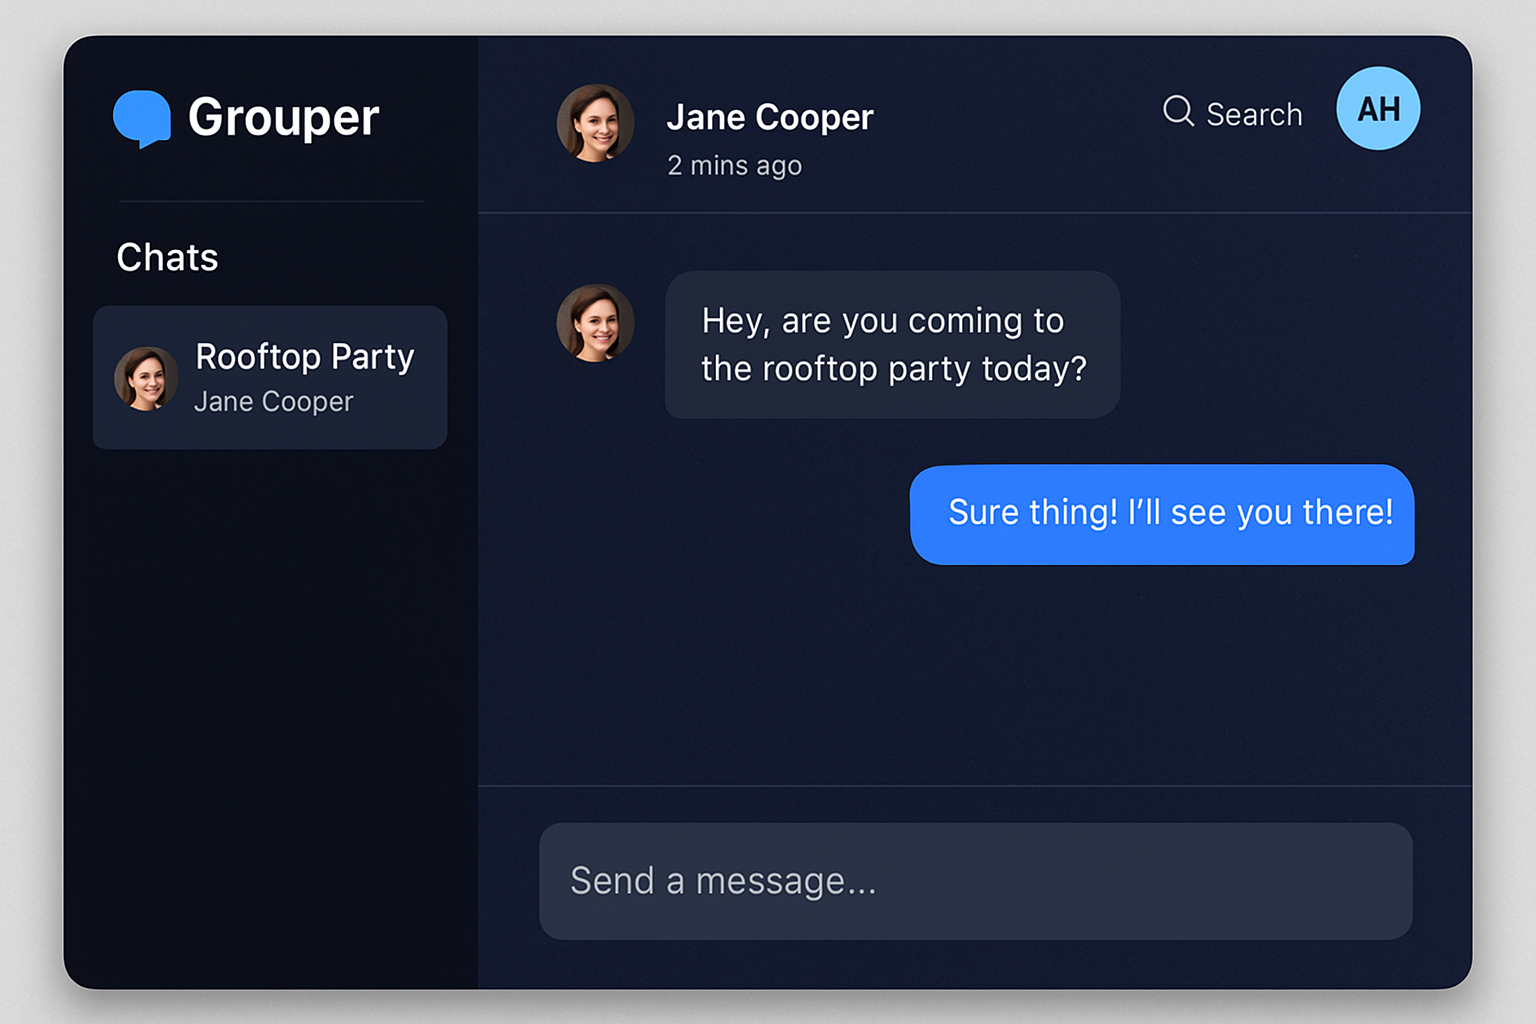 Grouper
Chats
Rooftop Party
Jane Cooper
Jane Cooper
2 mins ago
Search
AH
Hey, are you coming to
the rooftop party today?
Sure thing! I’ll see you there!
Send a message...